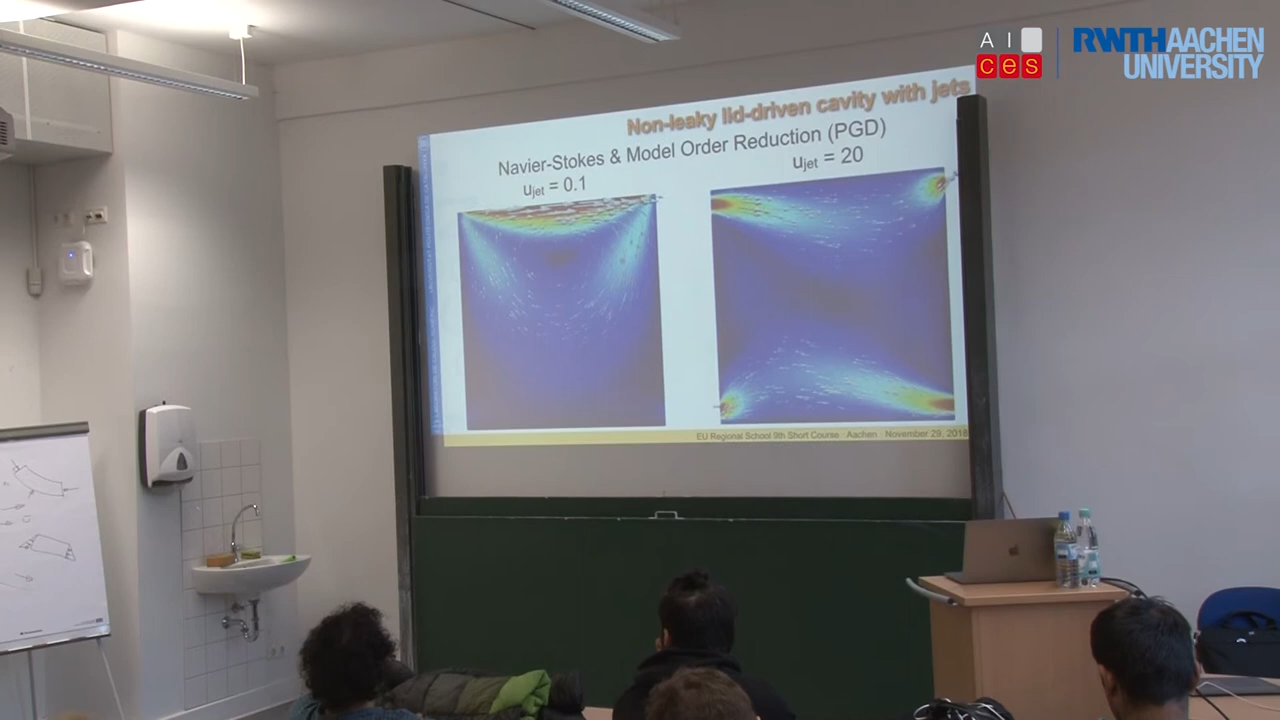 AI
ces
RWTHAACHEN
UNIVERSITY
Non-leaky lid-driven cavity with jets
Navier-Stokes & Model Order Reduction (PGD)
ujet = 0.1
ujet = 20
EU Regional School 9th Short Course · Aachen · November 29, 2018